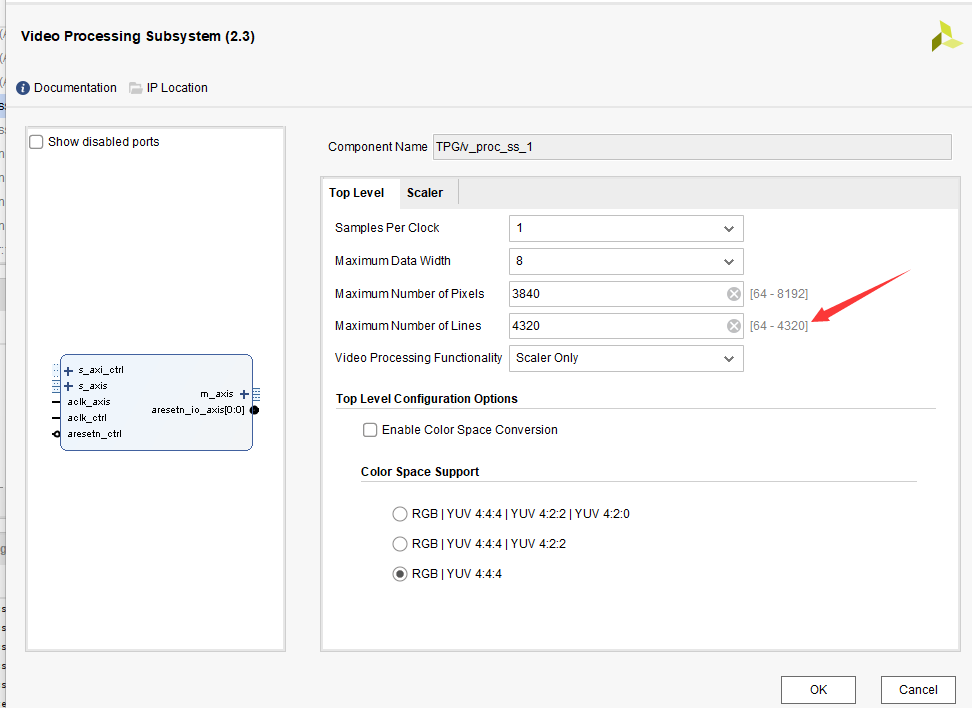 Video Processing Subsystem (2.3)
Documentation IP Location
Show disabled ports
s_axi_ctrl
s_axis
aclk_axis
aclk_ctrl
aresetn_ctrl
m_axis
aresetn_io_axis[0:0]
Component Name TPG/v_proc_ss_1
Top Level Scaler
Samples Per Clock 1
Maximum Data Width 8
Maximum Number of Pixels 3840 [64 - 8192]
Maximum Number of Lines 4320 [64 - 4320]
Video Processing Functionality Scaler Only
Top Level Configuration Options
Enable Color Space Conversion
Color Space Support
RGB | YUV 4:4:4 | YUV 4:2:2 | YUV 4:2:0
RGB | YUV 4:4:4 | YUV 4:2:2
RGB | YUV 4:4:4
OK Cancel